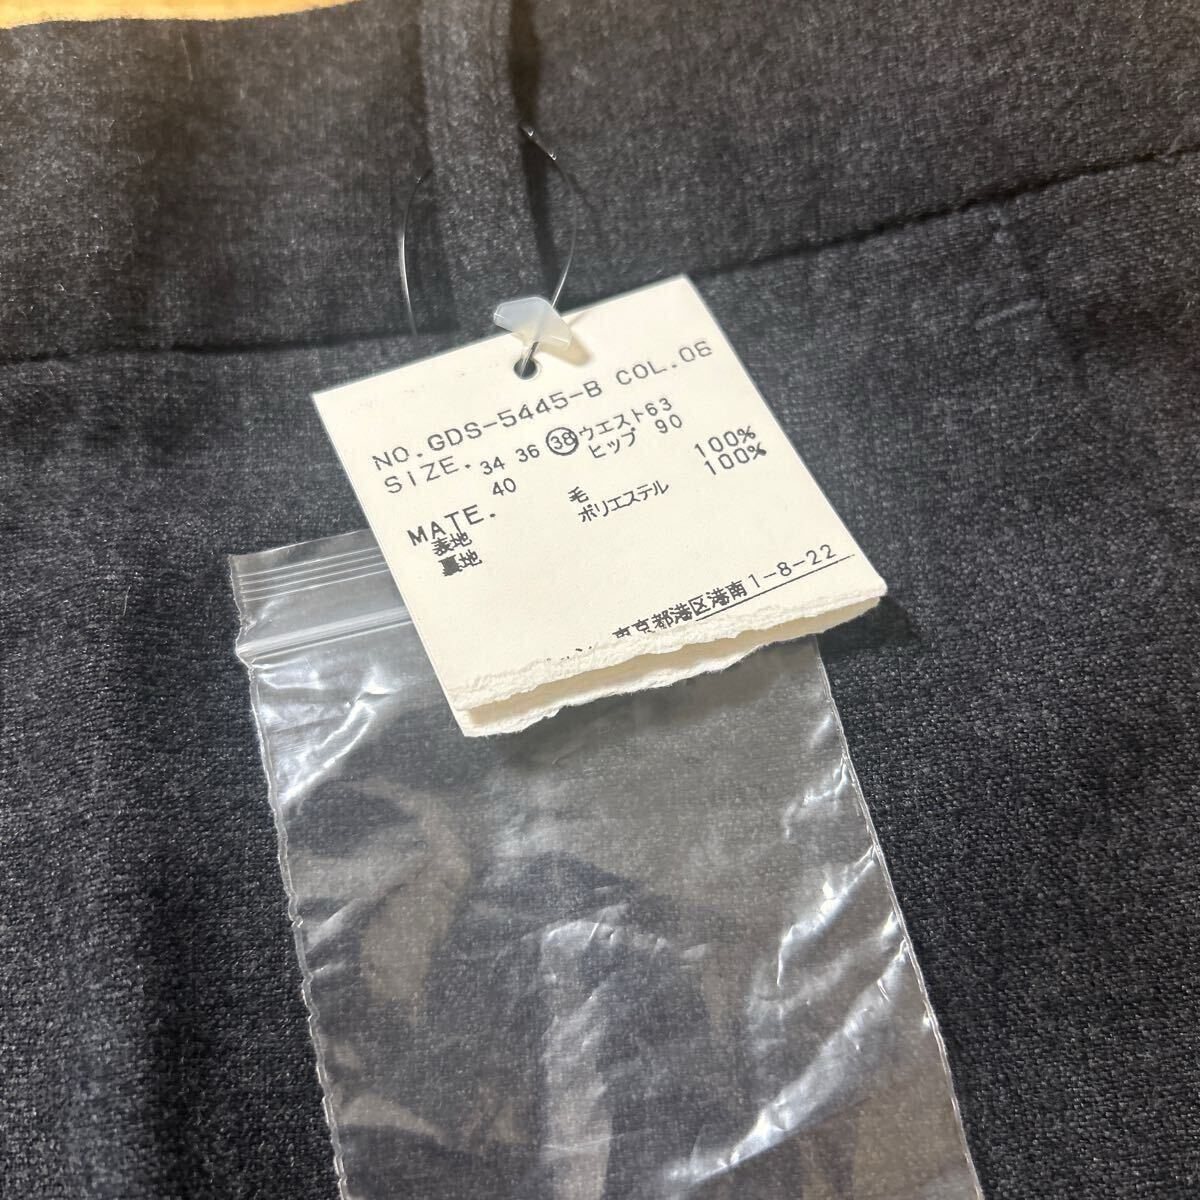 NO.GDS-5445-B COL.08
SIZE. 34 36 38 ウエスト63
40 ヒップ 90
MATE.
表地 毛 100%
裏地 ポリエステル 100%
東京都港区港南1-8-22